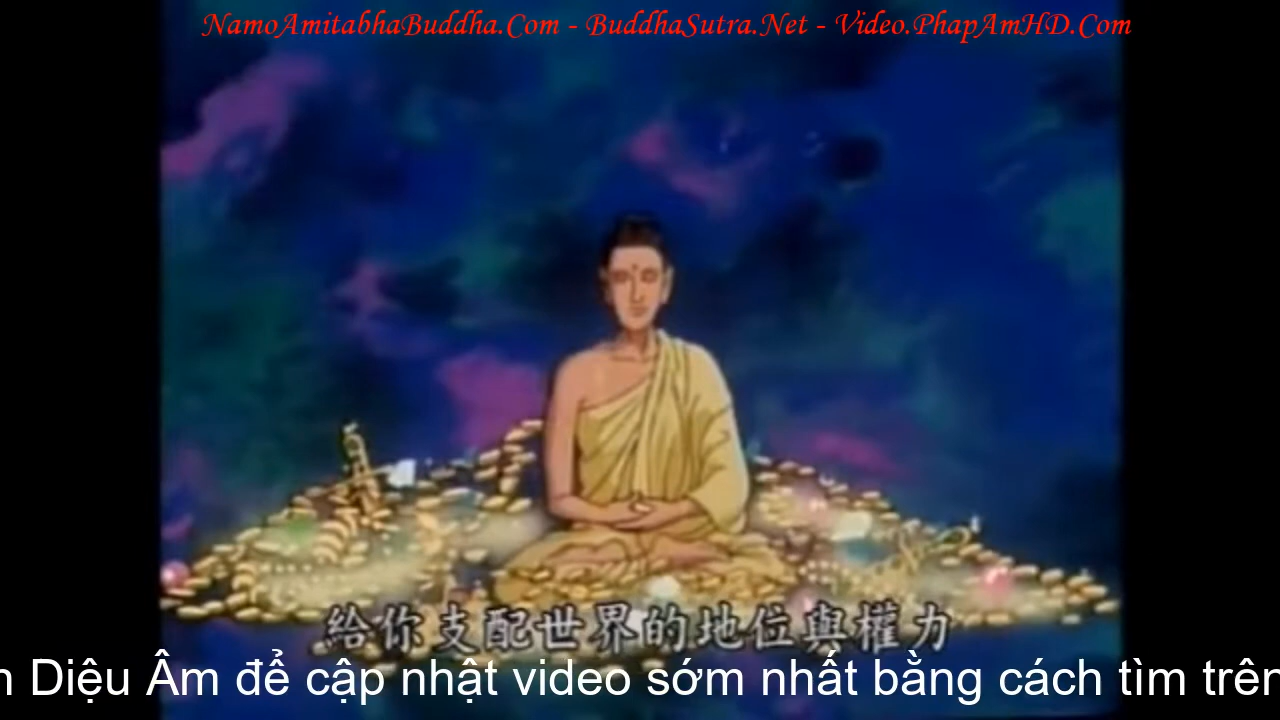 NamoAmitabhaBuddha.Com - BuddhaSutra.Net - Video.PhapAmHD.Com
給你支配世界的地位與權力
n Diệu Âm để cập nhật video sớm nhất bằng cách tìm trên